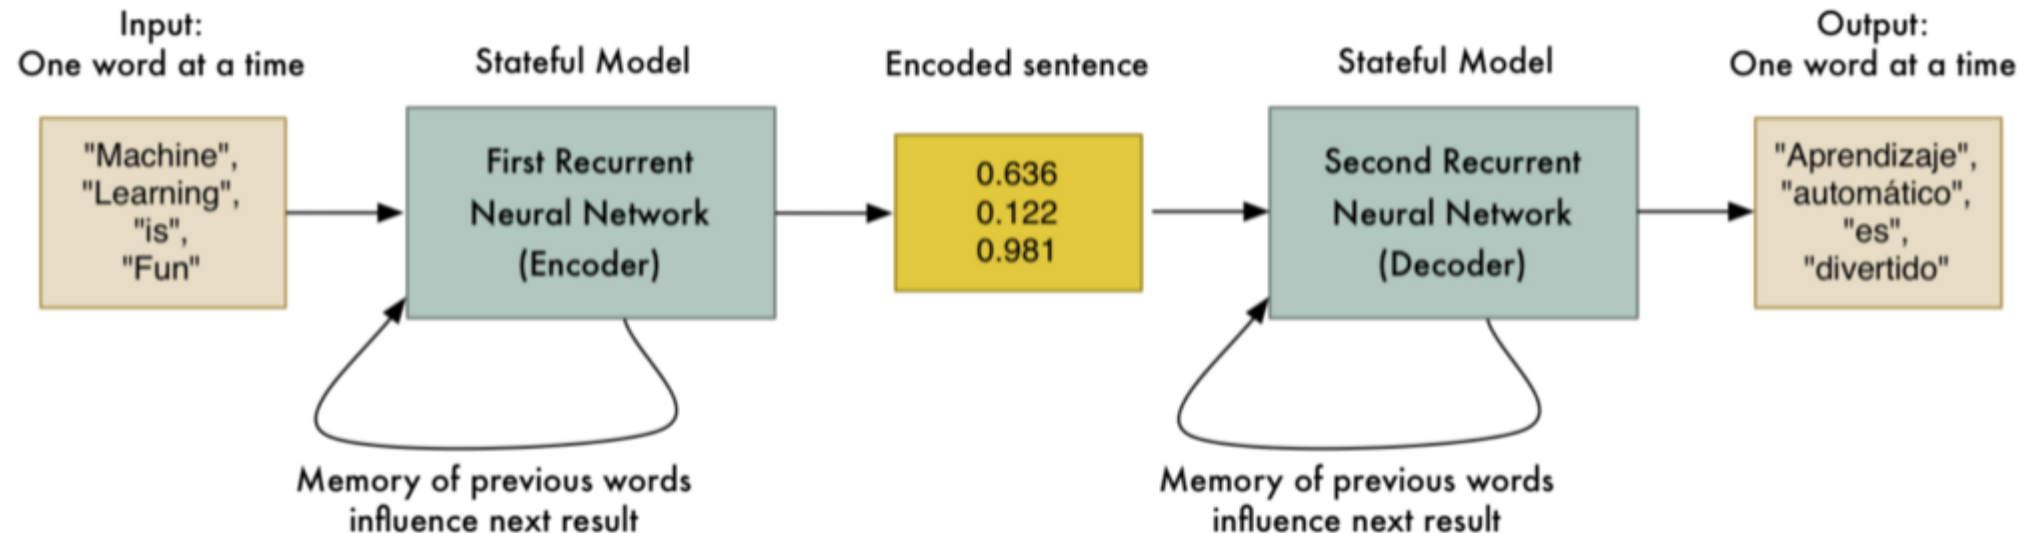 Input:
One word at a time
"Machine",
"Learning",
"is",
"Fun"
Stateful Model
First Recurrent
Neural Network
(Encoder)
Memory of previous words
influence next result
Encoded sentence
0.636
0.122
0.981
Stateful Model
Second Recurrent
Neural Network
(Decoder)
Memory of previous words
influence next result
Output:
One word at a time
"Aprendizaje",
"automático",
"es",
"divertido"